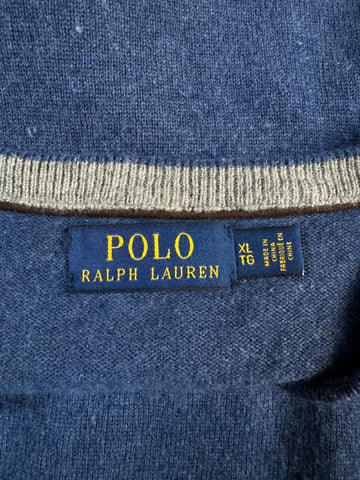 POLO
RALPH LAUREN
XL
TG
MADE IN
CHINA
FABRIQUÉ EN
CHINE